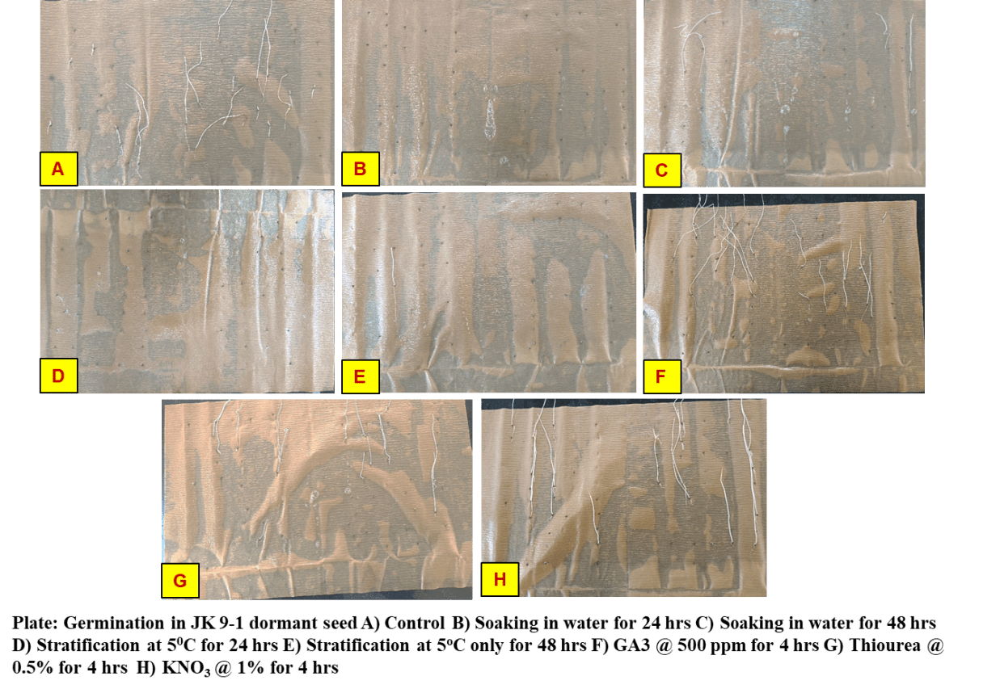 A
B
C
D
E
F
G
H
Plate: Germination in JK 9-1 dormant seed A) Control B) Soaking in water for 24 hrs C) Soaking in water for 48 hrs
D) Stratification at 5⁰C for 24 hrs E) Stratification at 5ᵒC only for 48 hrs F) GA3 @ 500 ppm for 4 hrs G) Thiourea @
0.5% for 4 hrs H) KNO₃ @ 1% for 4 hrs